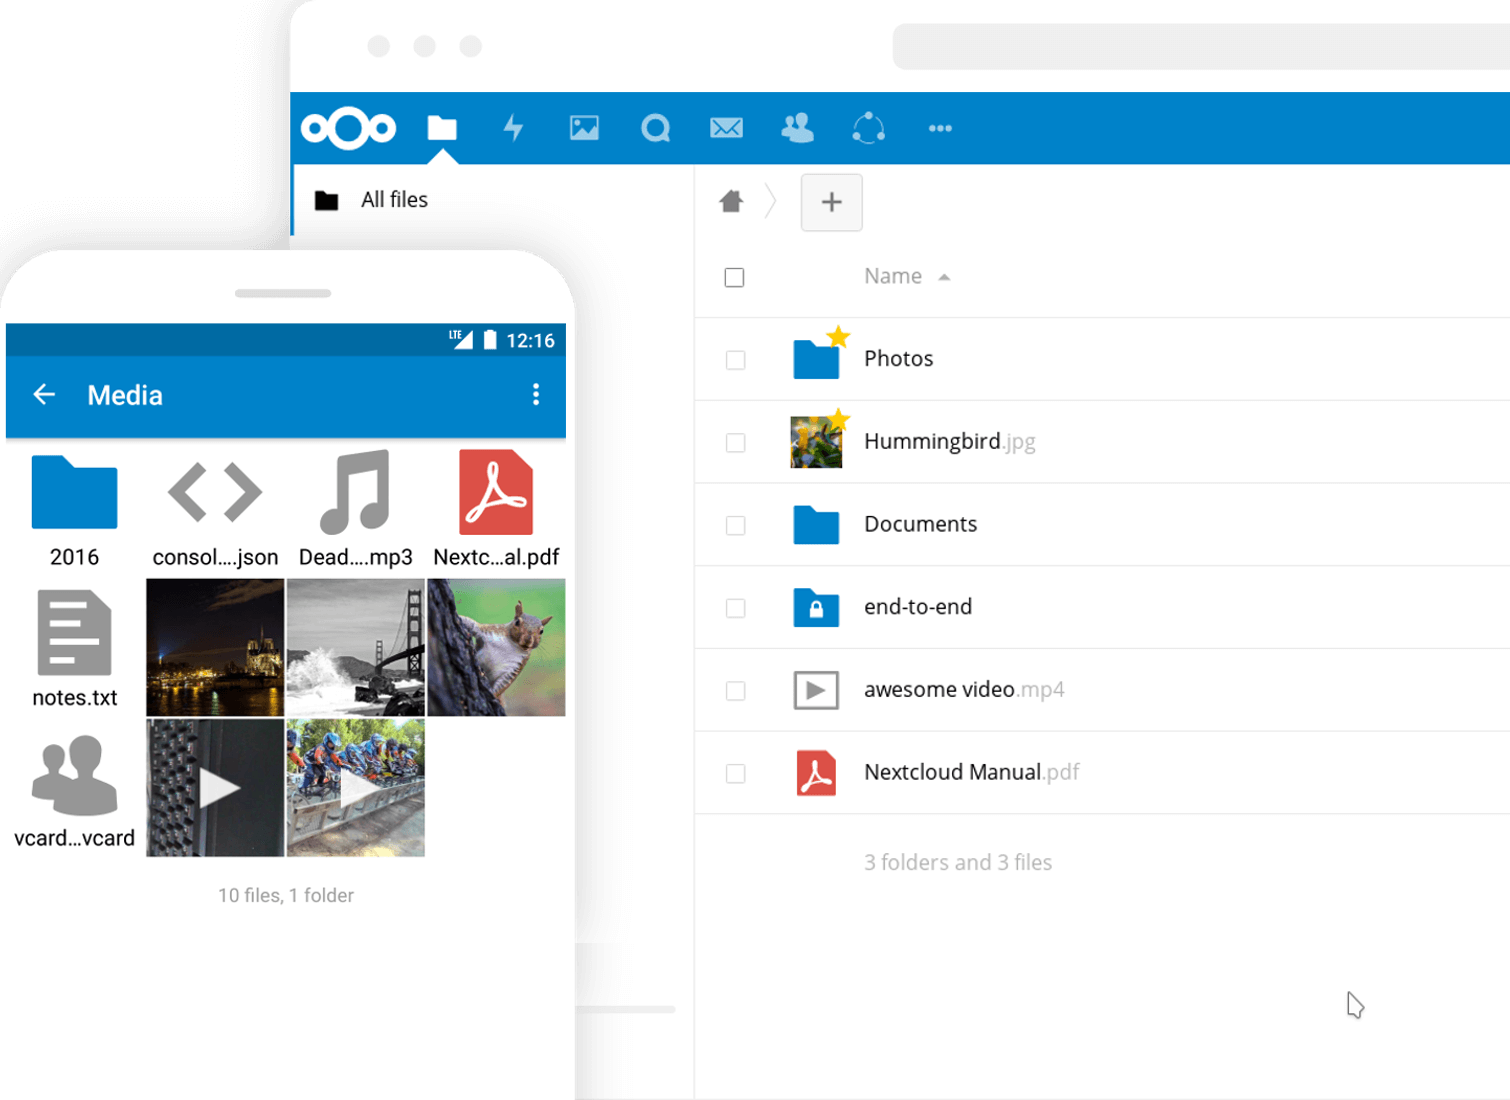 All files
Name
Photos
Hummingbird.jpg
Documents
end-to-end
awesome video.mp4
Nextcloud Manual.pdf
3 folders and 3 files
LTE 12:16
Media
2016 consol....json Dead....mp3 Nextc...al.pdf
notes.txt
vcard...vcard
10 files, 1 folder